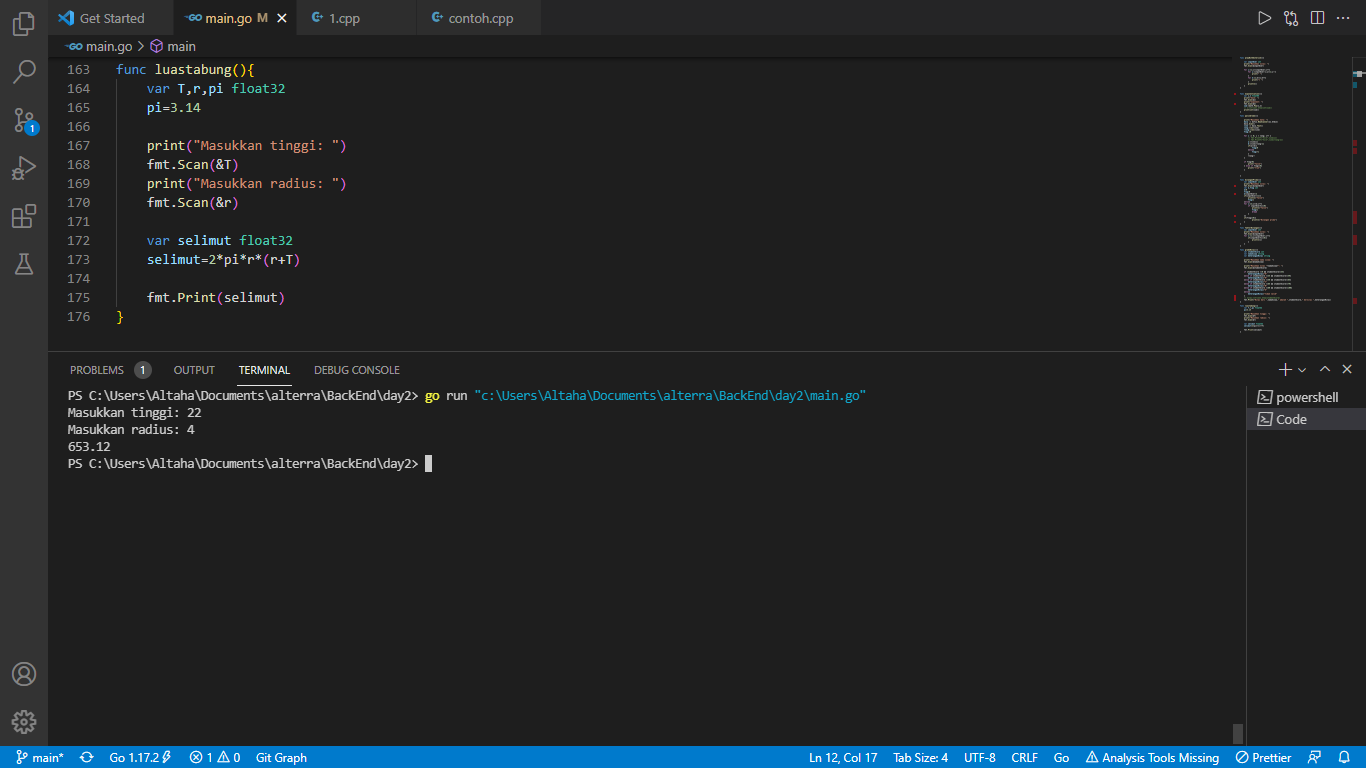 Get Started
main.go M
1.cpp
contoh.cpp
main.go > main
163 func luastabung(){
164 var T,r,pi float32
165 pi=3.14
166
167 print("Masukkan tinggi: ")
168 fmt.Scan(&T)
169 print("Masukkan radius: ")
170 fmt.Scan(&r)
171
172 var selimut float32
173 selimut=2*pi*r*(r+T)
174
175 fmt.Print(selimut)
176 }
1
PROBLEMS 1 OUTPUT TERMINAL DEBUG CONSOLE
PS C:\Users\Altaha\Documents\alterra\BackEnd\day2> go run "c:\Users\Altaha\Documents\alterra\BackEnd\day2\main.go"
Masukkan tinggi: 22
Masukkan radius: 4
653.12
PS C:\Users\Altaha\Documents\alterra\BackEnd\day2>
powershell
Code
main* Go 1.17.2 1 0 Git Graph Ln 12, Col 17 Tab Size: 4 UTF-8 CRLF Go Analysis Tools Missing Prettier